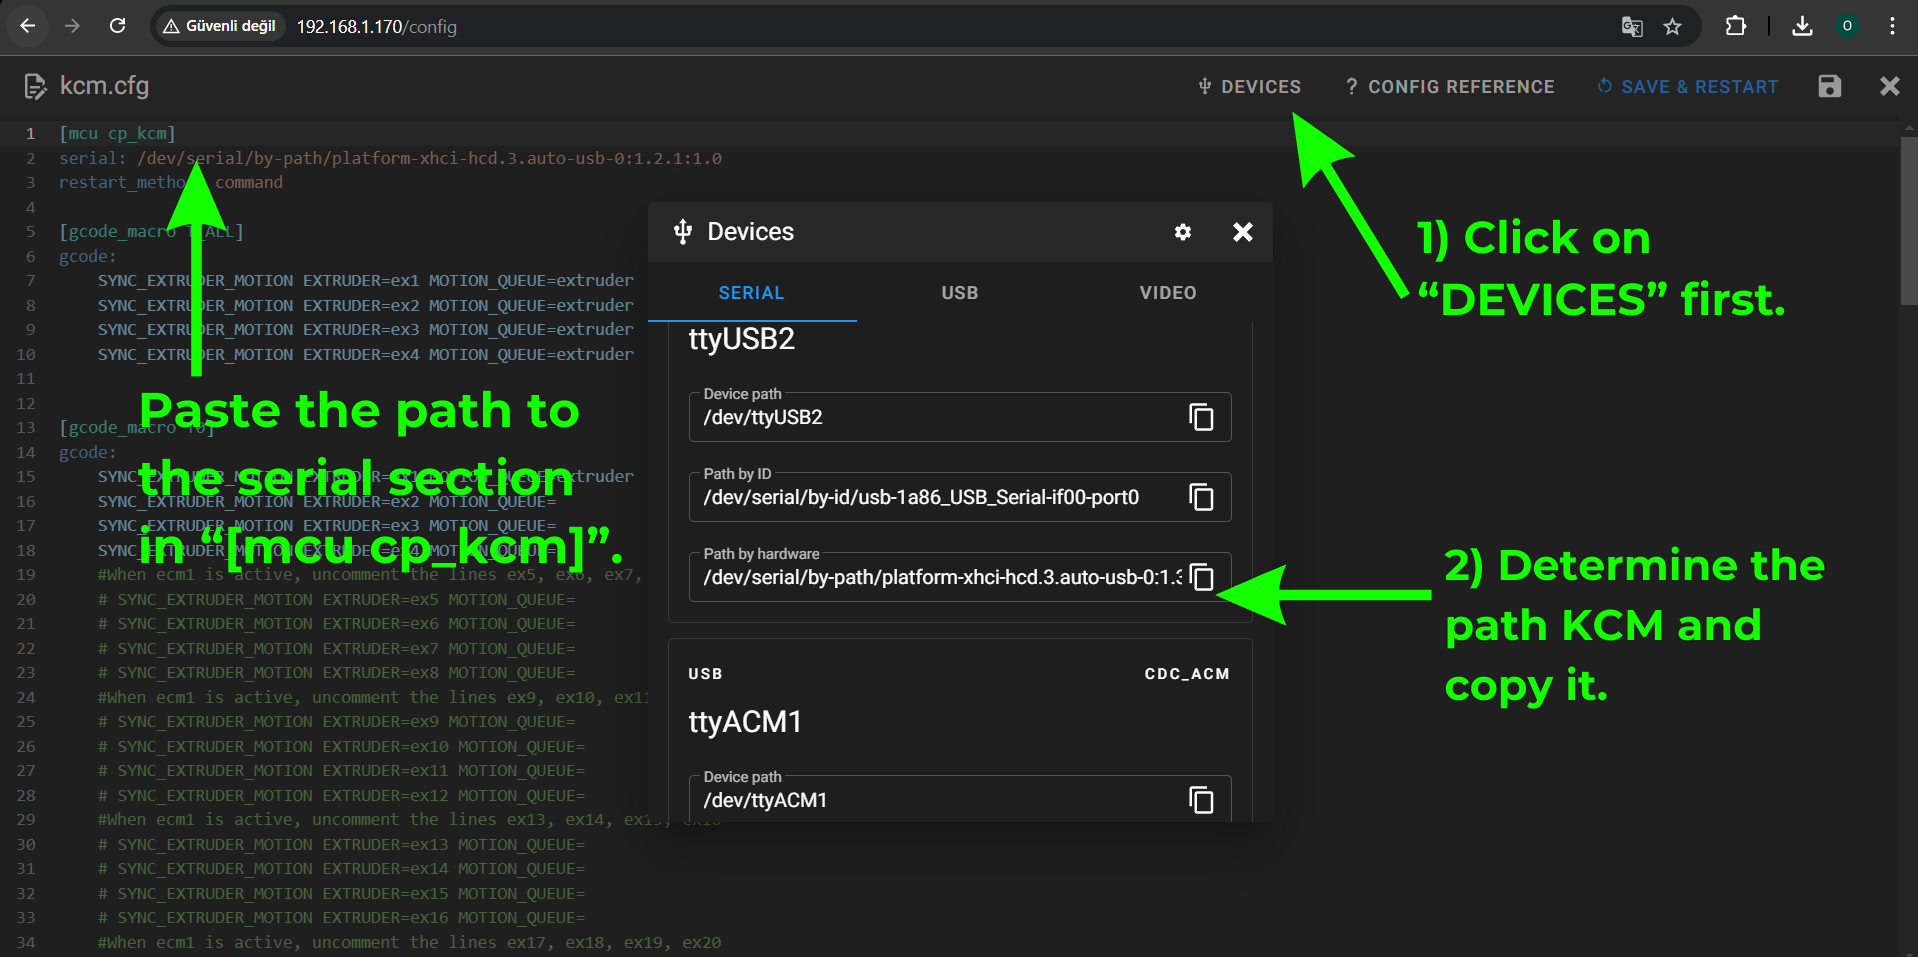 Güvenli değil
192.168.1.170/config
O
kcm.cfg
DEVICES
? CONFIG REFERENCE
SAVE & RESTART
1 [mcu cp_kcm]
2 serial: /dev/serial/by-path/platform-xhci-hcd.3.auto-usb-0:1.2.1:1.0
3 restart_metho command
4
5 [gcode_macro T_ALL]
6 gcode:
7 SYNC_EXTRUDER_MOTION EXTRUDER=ex1 MOTION_QUEUE=extruder
8 SYNC_EXTRUDER_MOTION EXTRUDER=ex2 MOTION_QUEUE=extruder
9 SYNC_EXTRUDER_MOTION EXTRUDER=ex3 MOTION_QUEUE=extruder
10 SYNC_EXTRUDER_MOTION EXTRUDER=ex4 MOTION_QUEUE=extruder
11
12
13 [gcode_macro T0]
14 gcode:
15 SYNC_EXTRUDER_MOTION EXTRUDER=ex1 MOTION_QUEUE=extruder
16 SYNC_EXTRUDER_MOTION EXTRUDER=ex2 MOTION_QUEUE=
17 SYNC_EXTRUDER_MOTION EXTRUDER=ex3 MOTION_QUEUE=
18 SYNC_EXTRUDER_MOTION EXTRUDER=ex4 MOTION_QUEUE=
19 #When ecm1 is active, uncomment the lines ex5, ex6, ex7,
20 # SYNC_EXTRUDER_MOTION EXTRUDER=ex5 MOTION_QUEUE=
21 # SYNC_EXTRUDER_MOTION EXTRUDER=ex6 MOTION_QUEUE=
22 # SYNC_EXTRUDER_MOTION EXTRUDER=ex7 MOTION_QUEUE=
23 # SYNC_EXTRUDER_MOTION EXTRUDER=ex8 MOTION_QUEUE=
24 #When ecm1 is active, uncomment the lines ex9, ex10, ex11
25 # SYNC_EXTRUDER_MOTION EXTRUDER=ex9 MOTION_QUEUE=
26 # SYNC_EXTRUDER_MOTION EXTRUDER=ex10 MOTION_QUEUE=
27 # SYNC_EXTRUDER_MOTION EXTRUDER=ex11 MOTION_QUEUE=
28 # SYNC_EXTRUDER_MOTION EXTRUDER=ex12 MOTION_QUEUE=
29 #When ecm1 is active, uncomment the lines ex13, ex14, ex15, ex16
30 # SYNC_EXTRUDER_MOTION EXTRUDER=ex13 MOTION_QUEUE=
31 # SYNC_EXTRUDER_MOTION EXTRUDER=ex14 MOTION_QUEUE=
32 # SYNC_EXTRUDER_MOTION EXTRUDER=ex15 MOTION_QUEUE=
33 # SYNC_EXTRUDER_MOTION EXTRUDER=ex16 MOTION_QUEUE=
34 #When ecm1 is active, uncomment the lines ex17, ex18, ex19, ex20
Paste the path to
the serial section
in “[mcu cp_kcm]”.
Devices
SERIAL
USB
VIDEO
ttyUSB2
Device path
/dev/ttyUSB2
Path by ID
/dev/serial/by-id/usb-1a86_USB_Serial-if00-port0
Path by hardware
/dev/serial/by-path/platform-xhci-hcd.3.auto-usb-0:1.3
USB
CDC_ACM
ttyACM1
Device path
/dev/ttyACM1
1) Click on
“DEVICES” first.
2) Determine the
path KCM and
copy it.